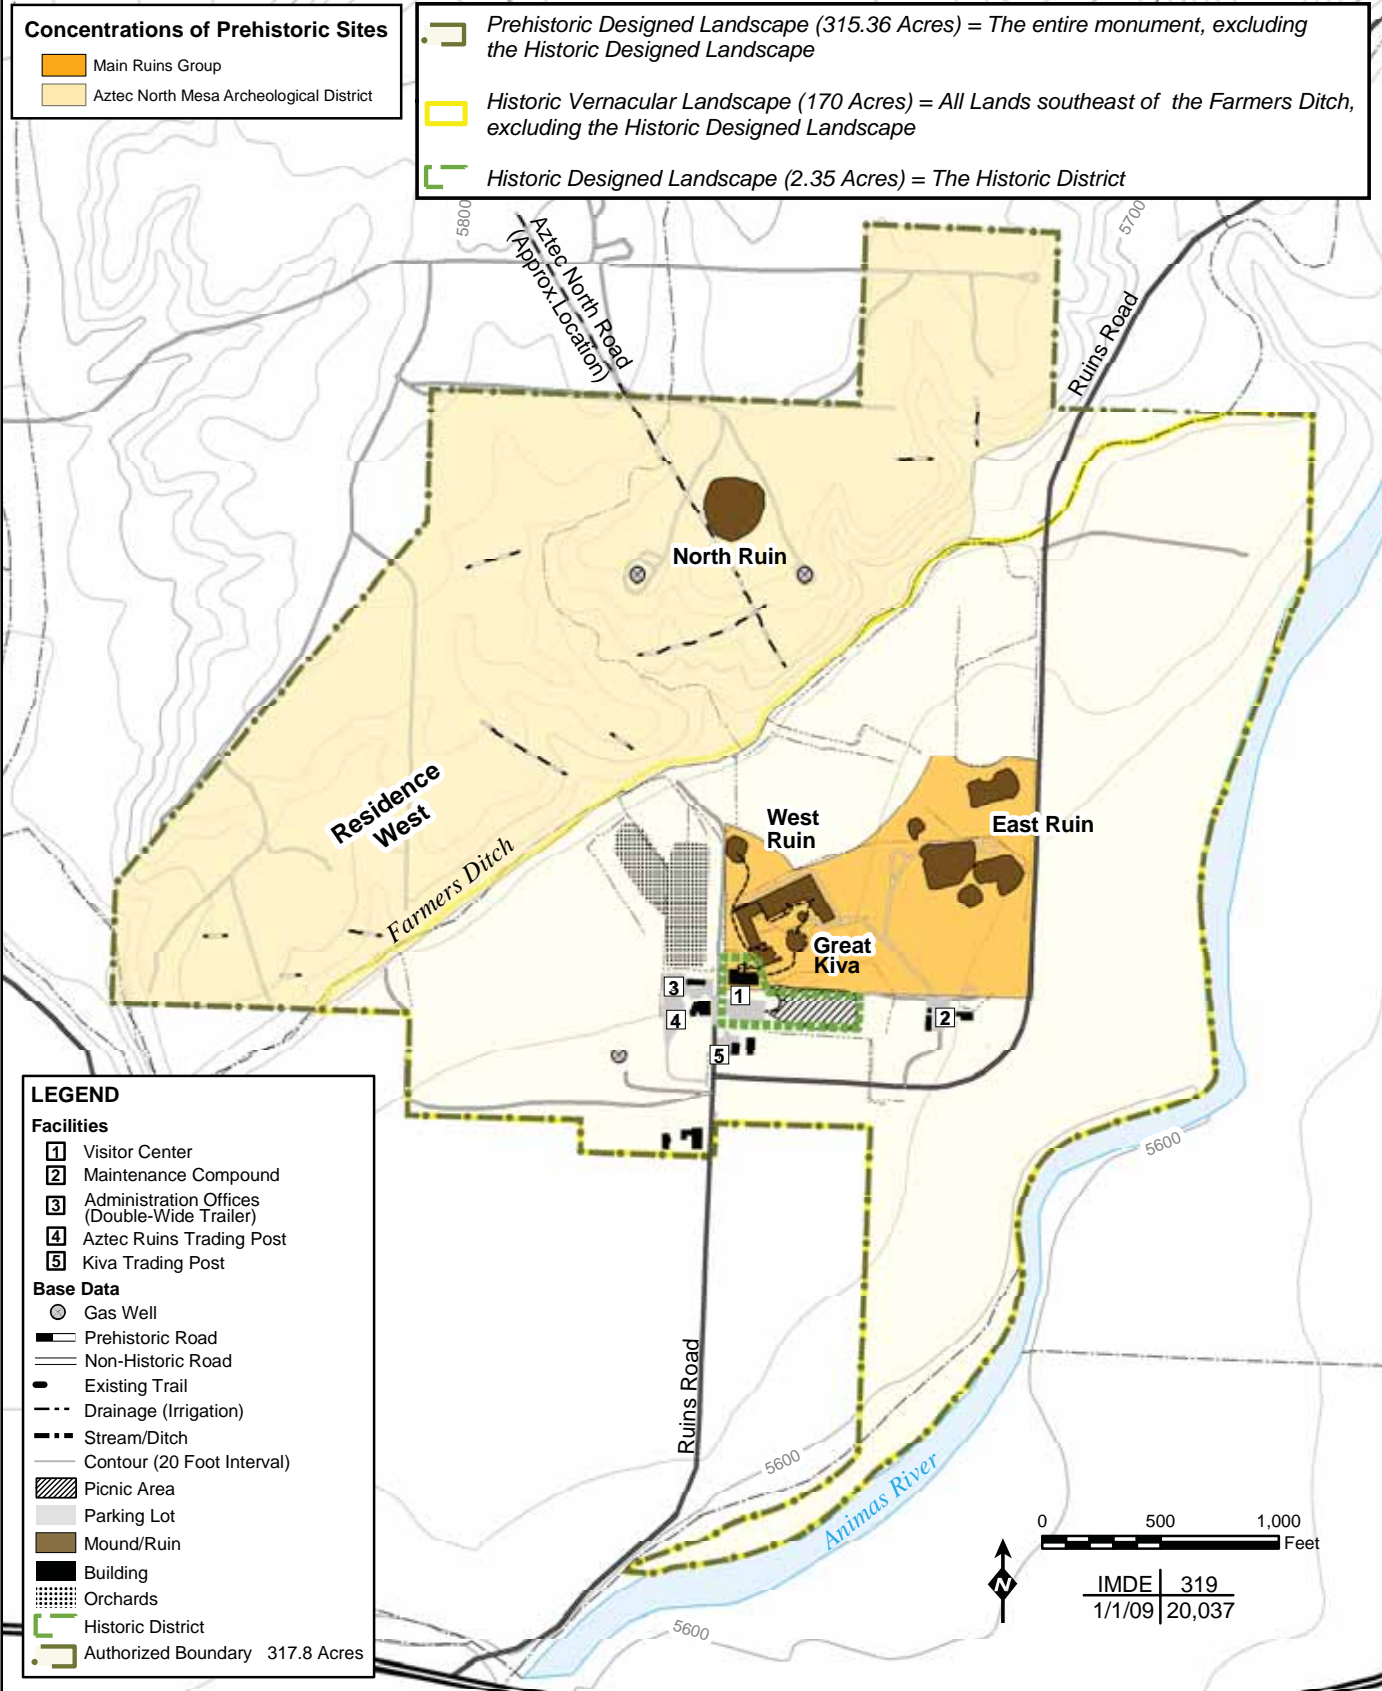 Concentrations of Prehistoric Sites
Main Ruins Group
Aztec North Mesa Archeological District
Prehistoric Designed Landscape (315.36 Acres) = The entire monument, excluding
the Historic Designed Landscape
Historic Vernacular Landscape (170 Acres) = All Lands southeast of the Farmers Ditch,
excluding the Historic Designed Landscape
Historic Designed Landscape (2.35 Acres) = The Historic District
5800
5700
Aztec North Road
(Approx.Location)
Ruins Road
North Ruin
Residence
West
Farmers Ditch
West
Ruin
East Ruin
Great
Kiva
3
1
4
2
5
5600
LEGEND
Facilities
1 Visitor Center
2 Maintenance Compound
3 Administration Offices
(Double-Wide Trailer)
4 Aztec Ruins Trading Post
5 Kiva Trading Post
Base Data
Gas Well
Prehistoric Road
Non-Historic Road
Existing Trail
Drainage (Irrigation)
Stream/Ditch
Contour (20 Foot Interval)
Picnic Area
Parking Lot
Mound/Ruin
Building
Orchards
Historic District
Authorized Boundary 317.8 Acres
Ruins Road
5600
Animas River
5600
0 500 1,000
Feet
N
IMDE 319
1/1/09 20,037